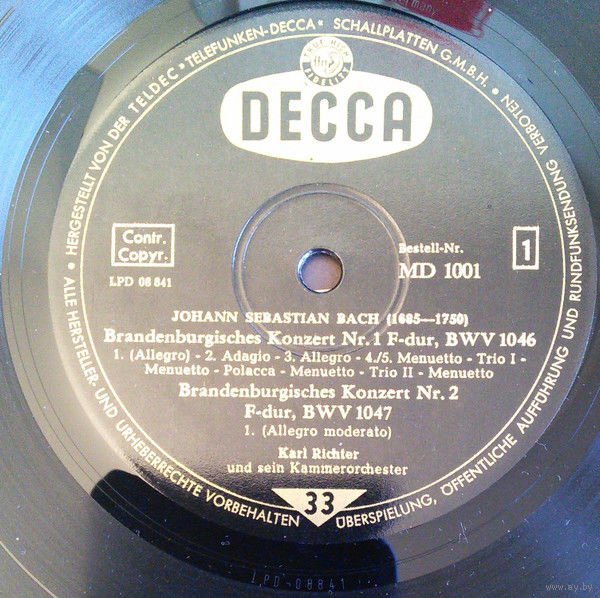 HERGESTELLT VON DER TELDEC • TELEFUNKEN-DECCA • SCHALLPLATTEN G.M.B.H. •
ALLE HERSTELLER- UND URHEBERRECHTE VORBEHALTEN
ÜBERSPIELUNG, ÖFFENTLICHE AUFFÜHRUNG UND RUNDFUNKSENDUNG VERBOTEN
DECCA
Contr.
Copyr.
LPD 08 841
Bestell-Nr.
MD 1001
1
JOHANN SEBASTIAN BACH (1685—1750)
Brandenburgisches Konzert Nr. 1 F-dur, BWV 1046
1. (Allegro) - 2. Adagio - 3. Allegro - 4./5. Menuetto - Trio I -
Menuetto - Polacca - Menuetto - Trio II - Menuetto
Brandenburgisches Konzert Nr. 2
F-dur, BWV 1047
1. (Allegro moderato)
Karl Richter
und sein Kammerorchester
33
LPD-08841
www.ay.by